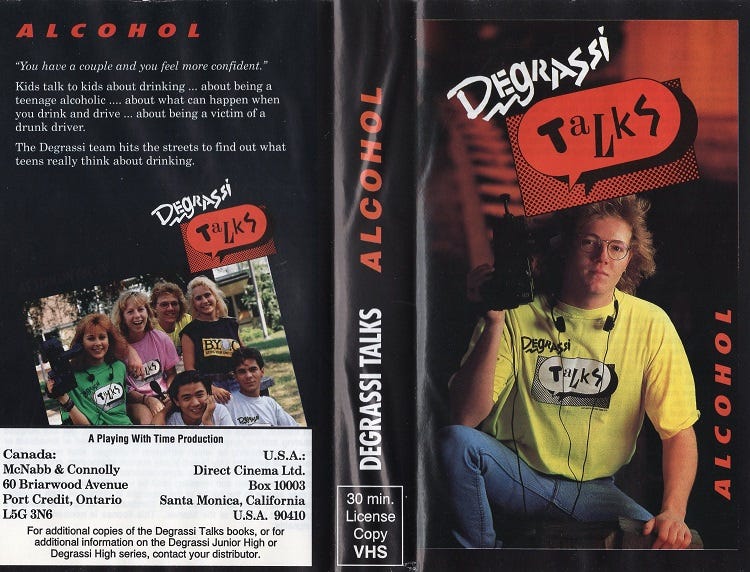 ALCOHOL
"You have a couple and you feel more confident."
Kids talk to kids about drinking ... about being a
teenage alcoholic .... about what can happen when
you drink and drive ... about being a victim of a
drunk driver.
The Degrassi team hits the streets to find out what
teens really think about drinking.
DEGRASSI
TaLKS
TaLKS
A Playing With Time Production
Canada:
McNabb & Connolly
60 Briarwood Avenue
Port Credit, Ontario
L5G 3N6
U.S.A.:
Direct Cinema Ltd.
Box 10003
Santa Monica, California
U.S.A. 90410
For additional copies of the Degrassi Talks books, or for
additional information on the Degrassi Junior High or
Degrassi High series, contact your distributor.
DEGRASSI TALKS ALCOHOL
30 min.
License
Copy
VHS
DEGRASSI
TaLKS
DEGRASSI
TaLKS
ALCOHOL